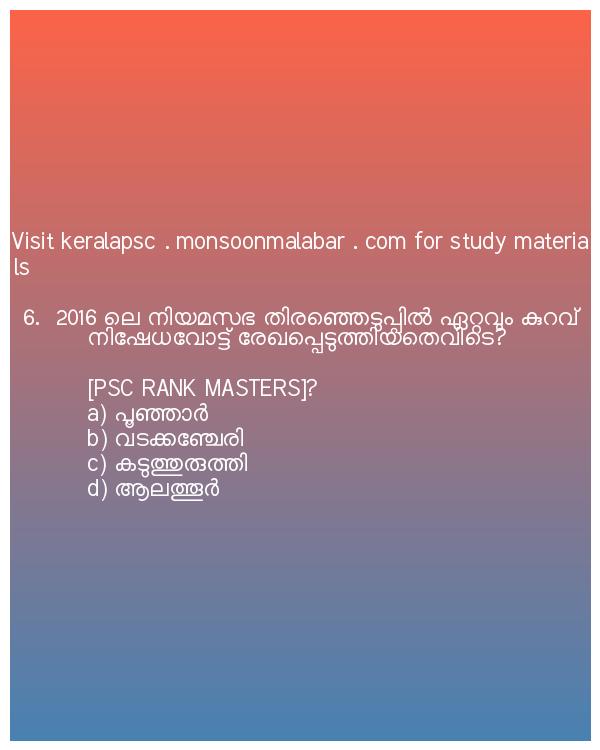 Visit keralapsc . monsoonmalabar . com for study materia
ls
6. 2016 ലെ നിയമസഭ തിരഞ്ഞെടുപ്പിൽ ഏറ്റവും കുറവ്
നിഷേധവോട്ട് രേഖപ്പെടുത്തിയതെവിടെ?
[PSC RANK MASTERS]?
a) പൂഞ്ഞാർ
b) വടക്കഞ്ചേരി
c) കടുത്തുരുത്തി
d) ആലത്തൂർ